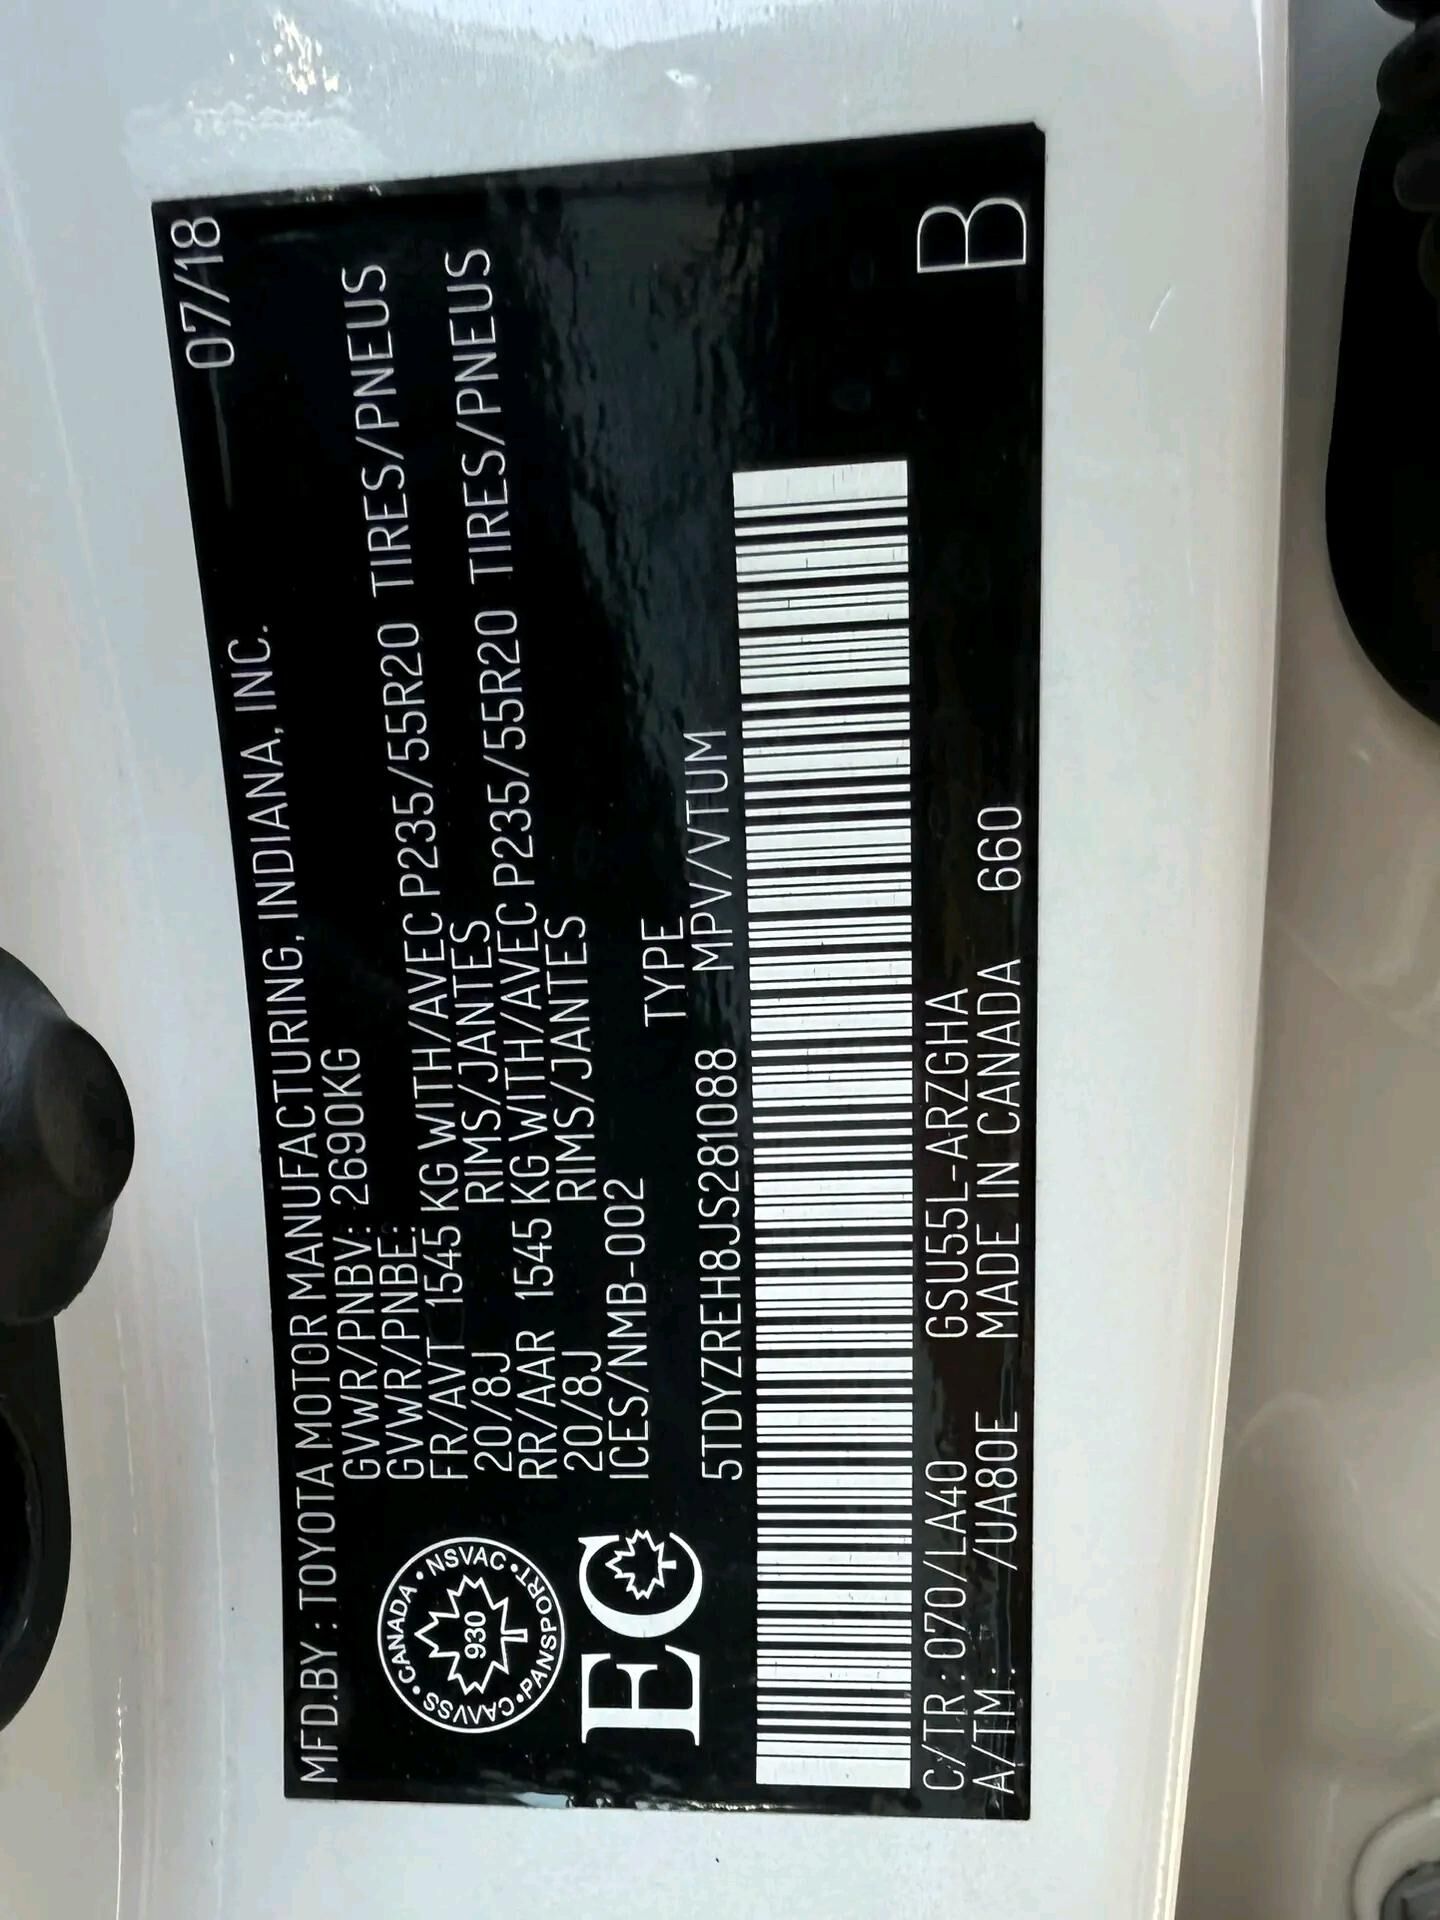 MFD.BY : TOYOTA MOTOR MANUFACTURING, INDIANA, INC. 07/18
GVWR/PNBV : 2690KG
GVWR/PNBE:
FR/AVT 1545 KG WITH/AVEC P235/55R20 TIRES/PNEUS
20/8J RIMS/JANTES
RR/AAR 1545 KG WITH/AVEC P235/55R20 TIRES/PNEUS
20/8J RIMS/JANTES
ICES/NMB-002
CANADA • NSVAC • TRANSPORT • CAAVSS
930
EC
TYPE
5TDYZREH8JS281088 MPV/VTUM
C/TR : 070/LA40 GSU55L-ARZGHA
A/TM : /UA80E MADE IN CANADA 660
B